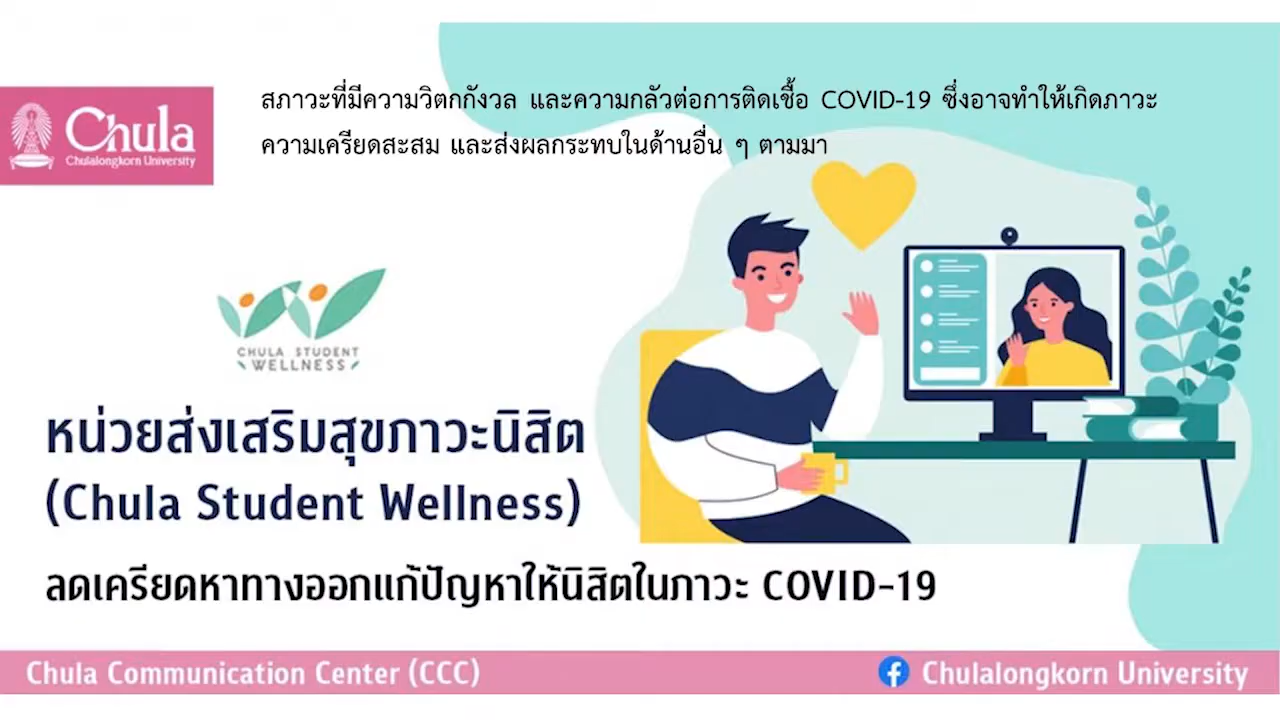 สภาวะที่มีความวิตกกังวล และความกลัวต่อการติดเชื้อ COVID-19 ซึ่งอาจทำให้เกิดภาวะ
ความเครียดสะสม และส่งผลกระทบในด้านอื่น ๆ ตามมา
Chula
Chulalongkorn University
CHULA STUDENT
WELLNESS
หน่วยส่งเสริมสุขภาวะนิสิต
(Chula Student Wellness)
ลดเครียดหาทางออกแก้ปัญหาให้นิสิตในภาวะ COVID-19
Chula Communication Center (CCC)
Chulalongkorn University